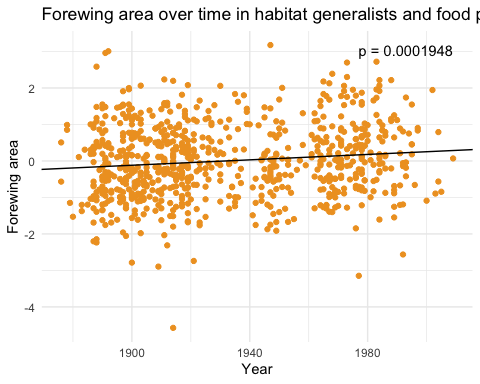 Forewing area over time in habitat generalists and food
p = 0.0001948
2
0
-2
-4
Forewing area
1900
1940
1980
Year